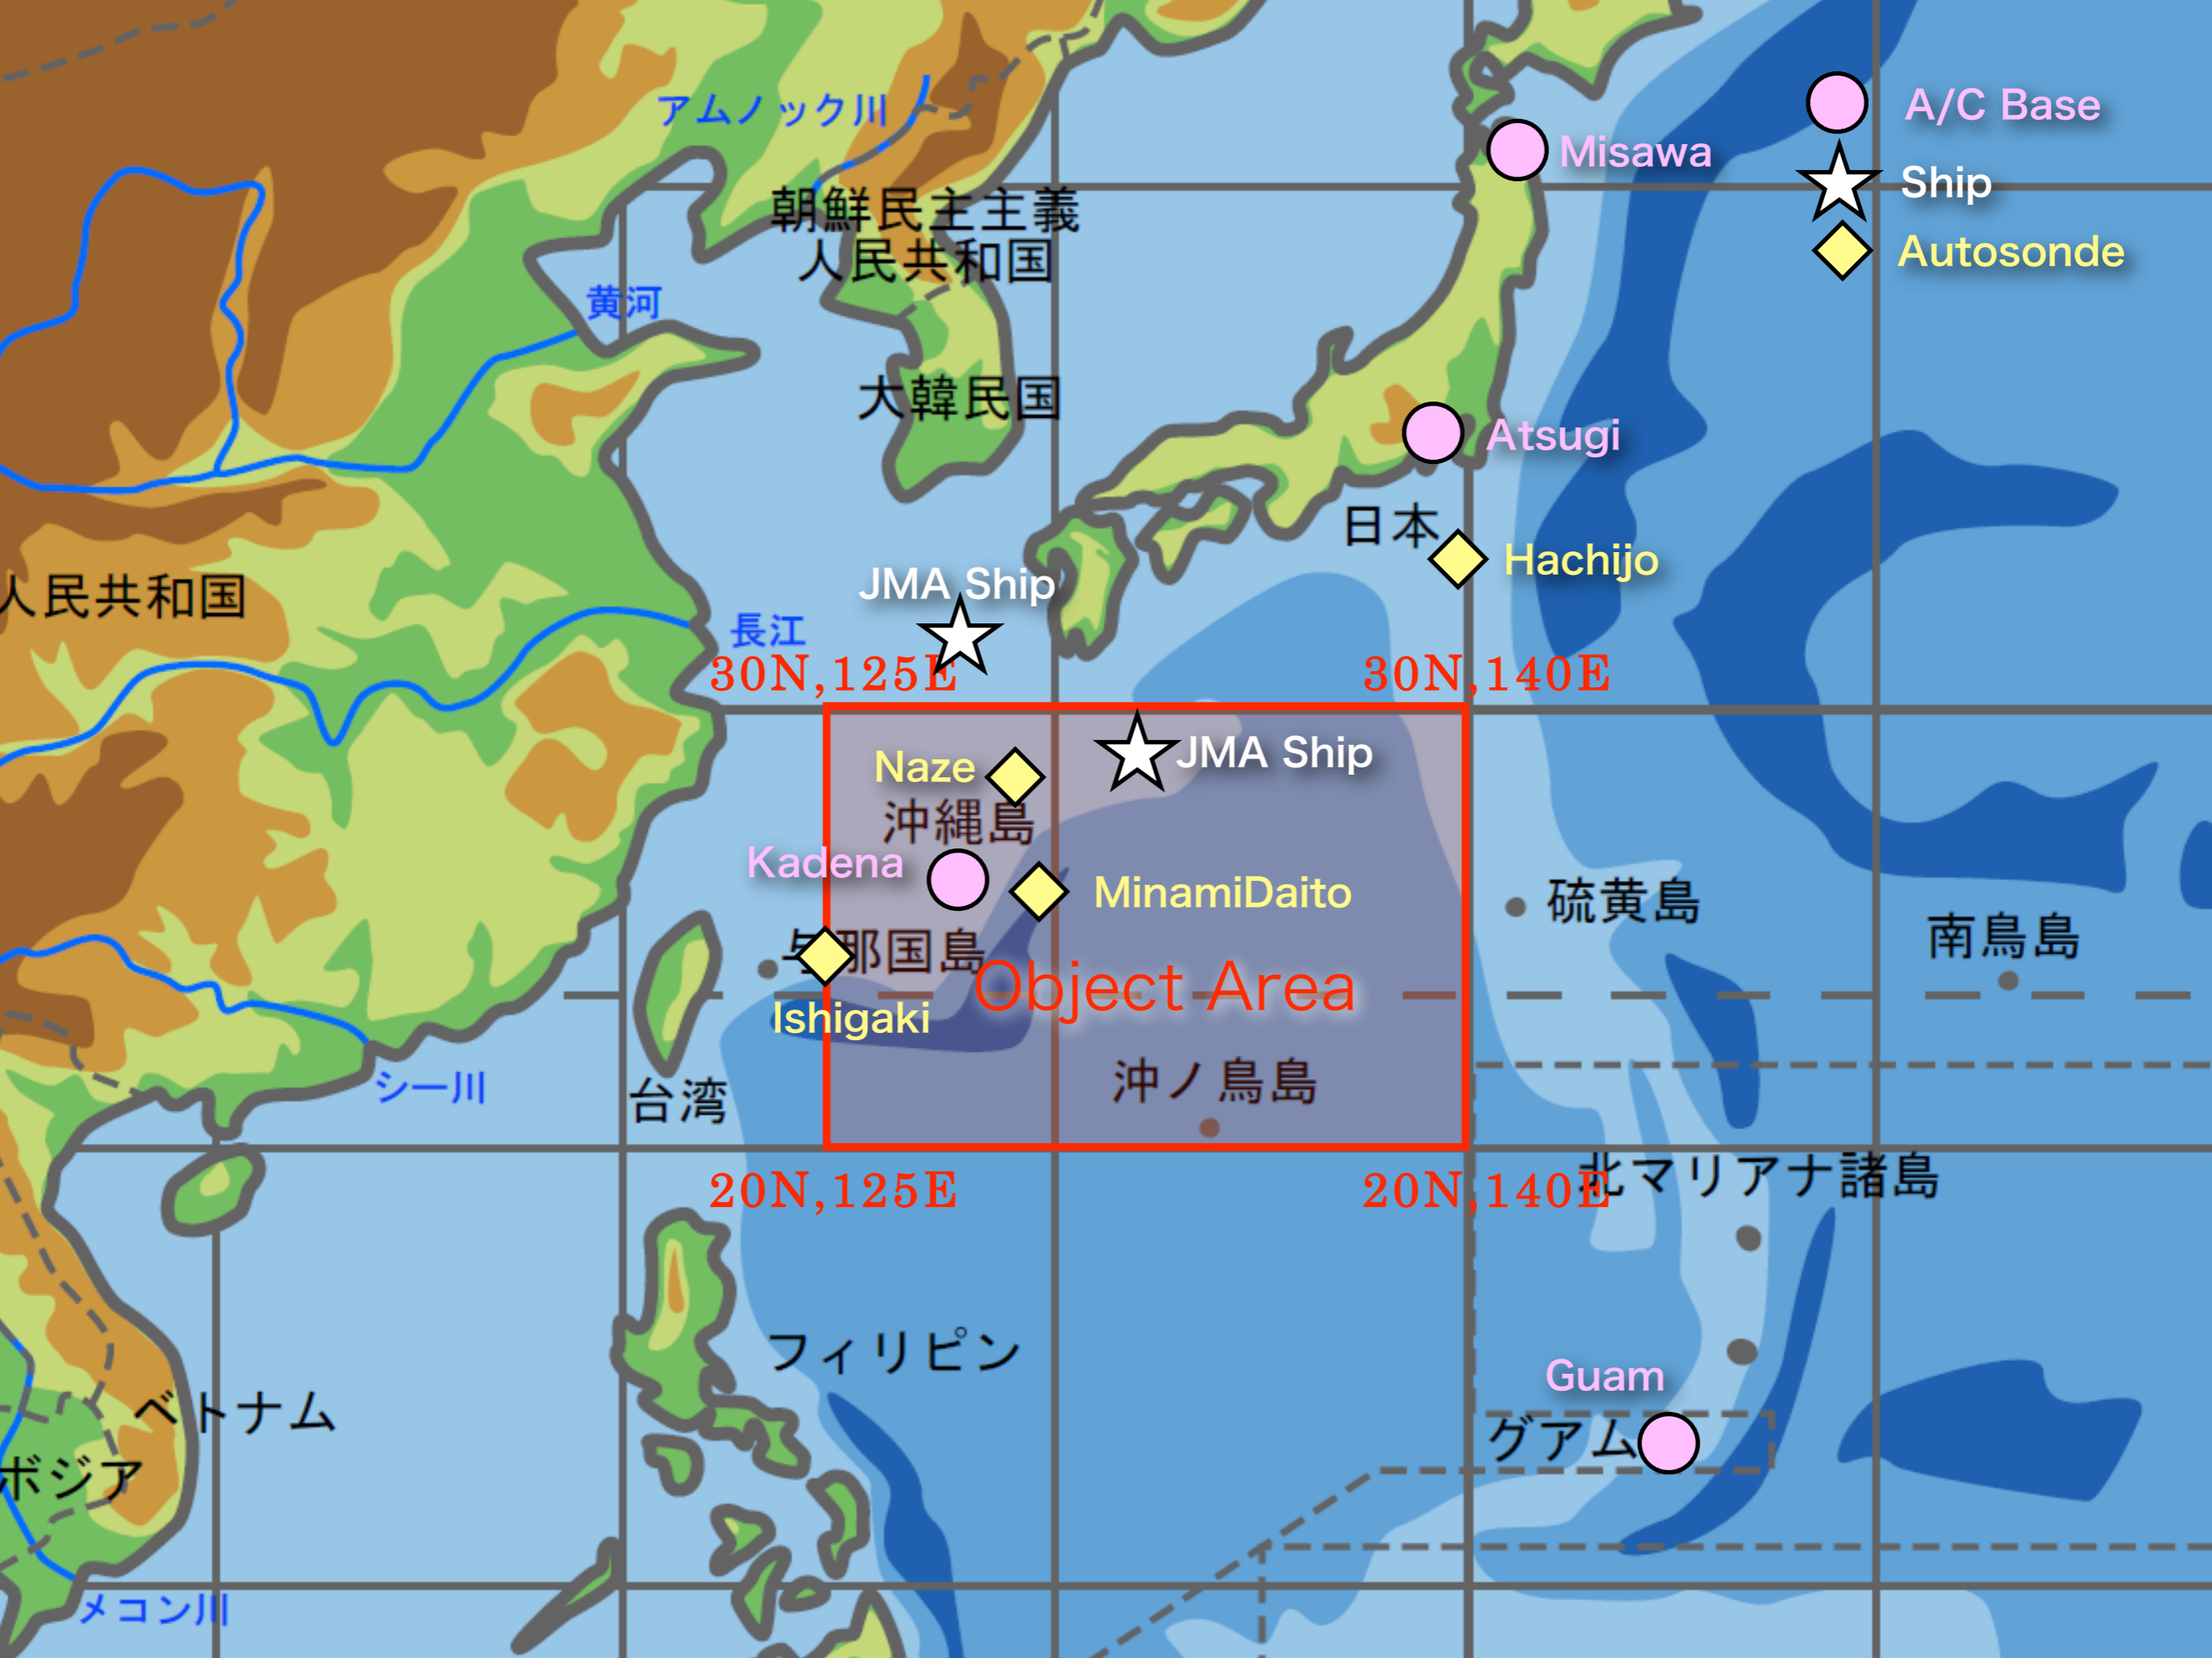 アムノック川
A/C Base
Misawa
Ship
朝鮮民主主義
人民共和国
Autosonde
黄河
大韓民国
Atsugi
日本
Hachijo
JMA Ship
人民共和国
長江
30N,125E
30N,140E
Naze
JMA Ship
沖縄島
Kadena
MinamiDaito
硫黄島
南鳥島
与那国島
Object Area
Ishigaki
シー川
台湾
沖ノ鳥島
20N,125E
20N,140E
北マリアナ諸島
フィリピン
Guam
ベトナム
グアム
ボジア
メコン川